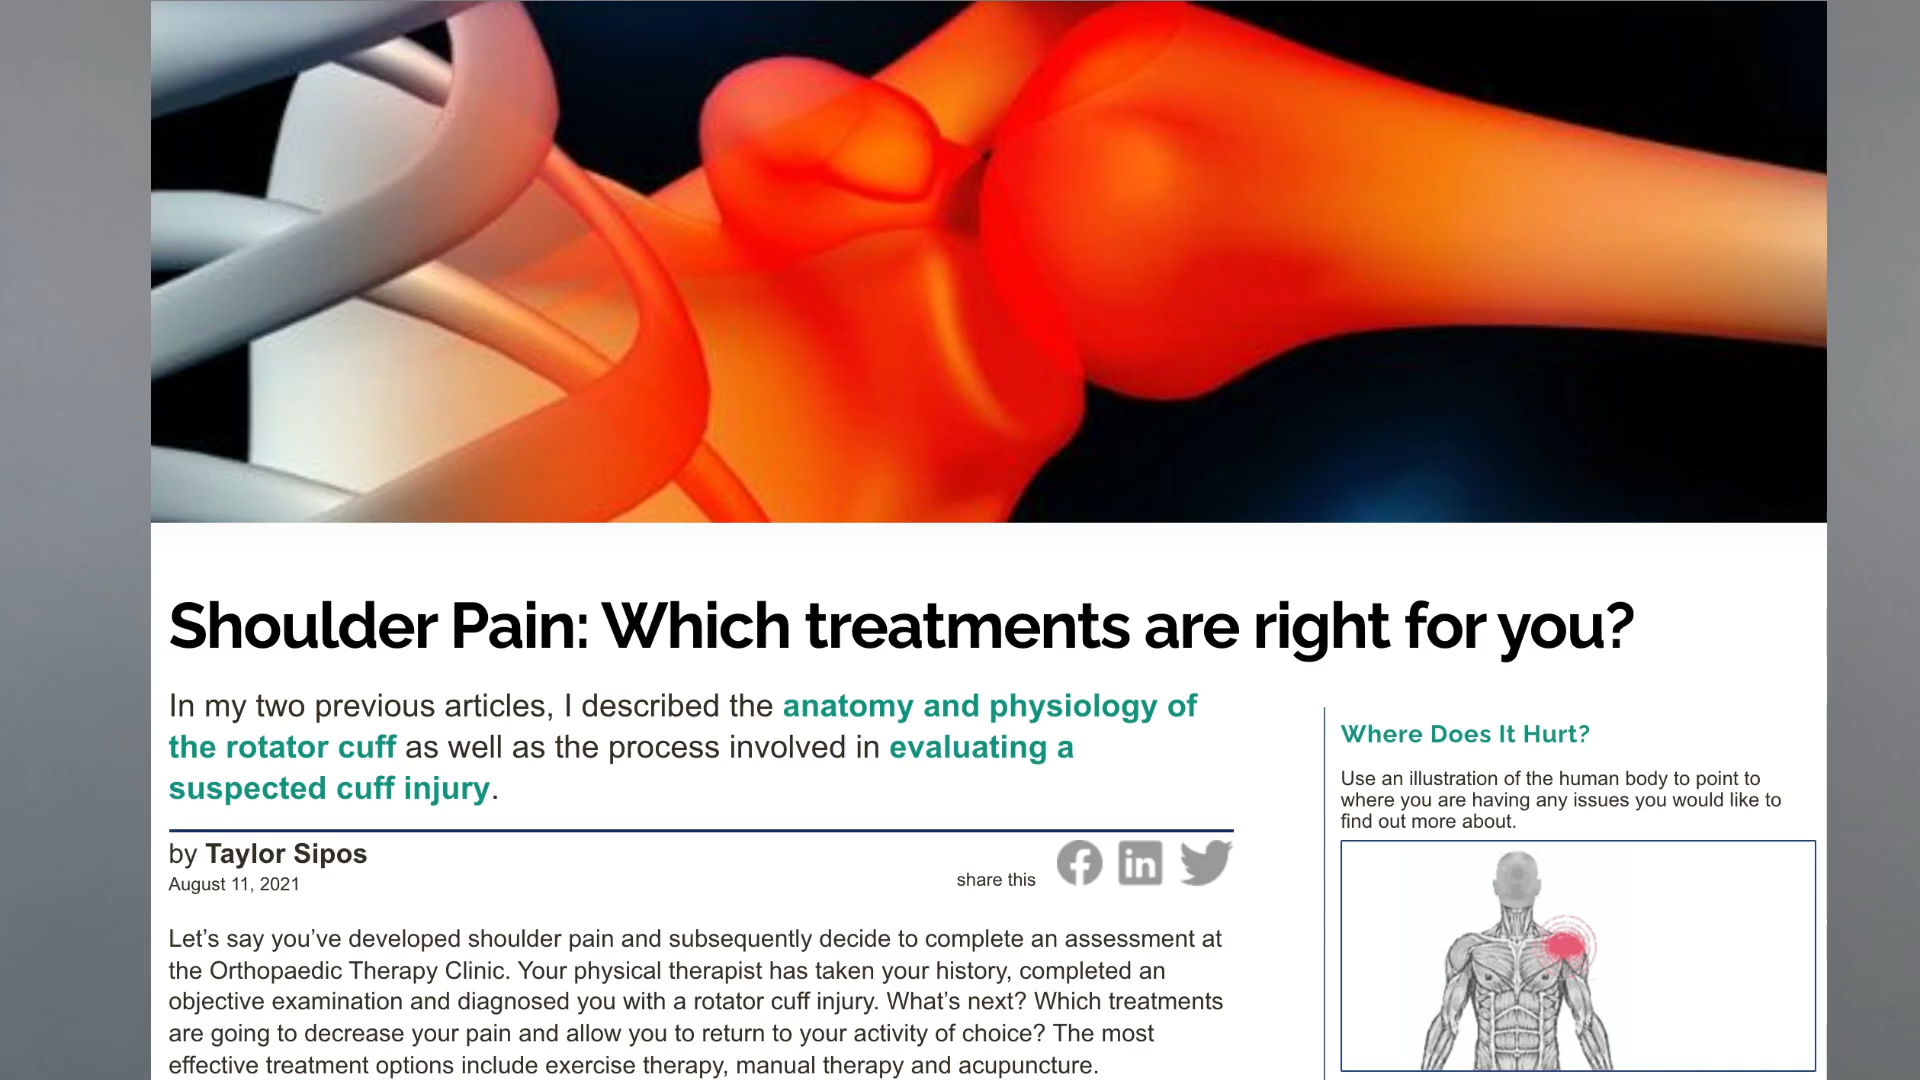 Shoulder Pain: Which treatments are right for you?
In my two previous articles, I described the anatomy and physiology of
the rotator cuff as well as the process involved in evaluating a
suspected cuff injury.
by Taylor Sipos
August 11, 2021
share this
Let’s say you’ve developed shoulder pain and subsequently decide to complete an assessment at
the Orthopaedic Therapy Clinic. Your physical therapist has taken your history, completed an
objective examination and diagnosed you with a rotator cuff injury. What’s next? Which treatments
are going to decrease your pain and allow you to return to your activity of choice? The most
effective treatment options include exercise therapy, manual therapy and acupuncture.
Where Does It Hurt?
Use an illustration of the human body to point to
where you are having any issues you would like to
find out more about.